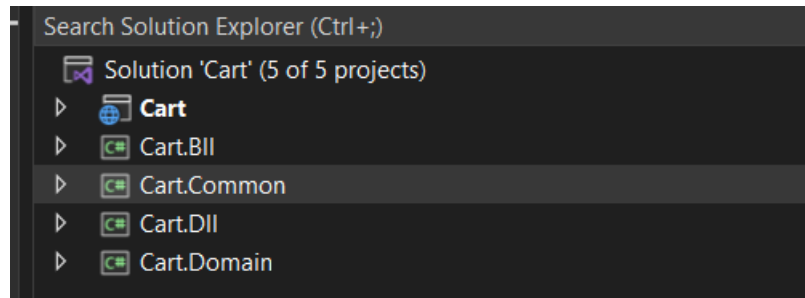 Search Solution Explorer (Ctrl+;)
Solution 'Cart' (5 of 5 projects)
Cart
C# Cart.Bll
C# Cart.Common
C# Cart.Dll
C# Cart.Domain